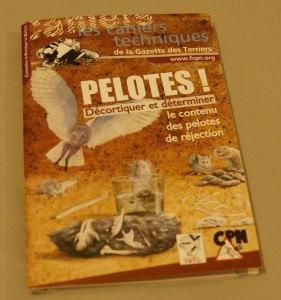 les cahiers
techniques
de la Gazette des Terriers
www.fcpn.org
PELOTES !
Décortiquer et déterminer
le contenu
des pelotes
de réjection
CPN